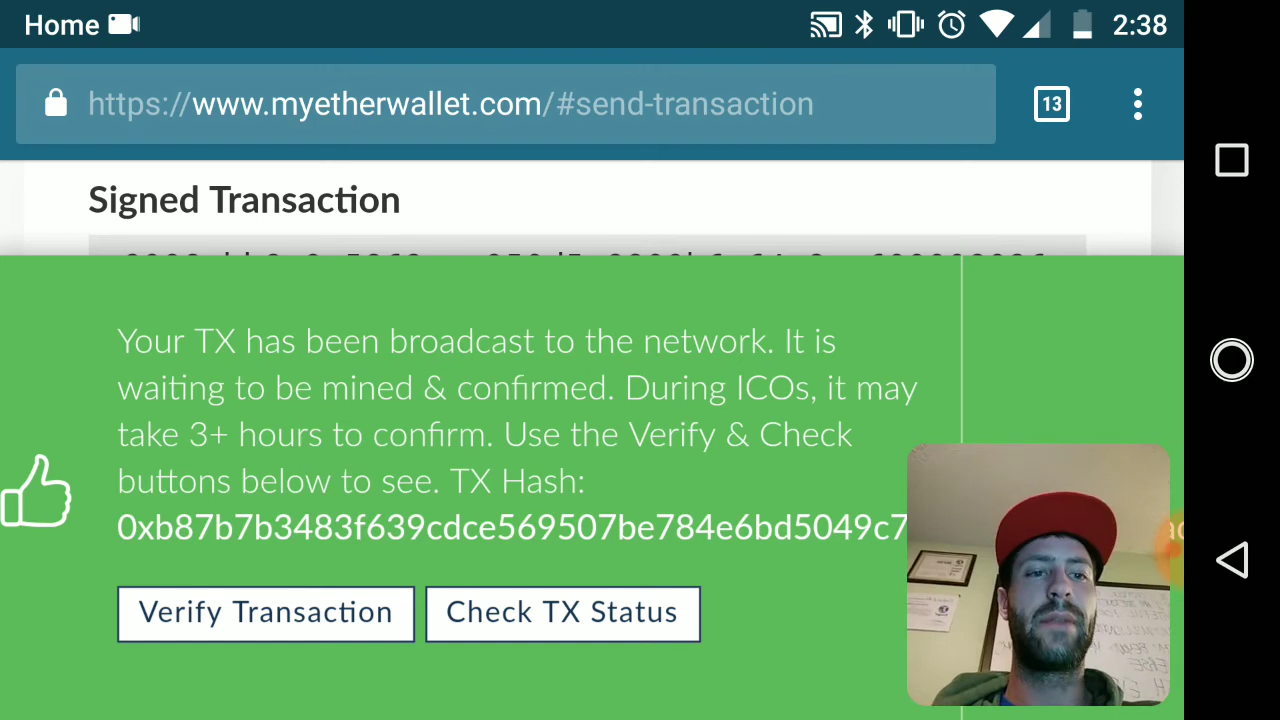 Home
2:38
https://www.myetherwallet.com/#send-transaction
13
Signed Transaction
Your TX has been broadcast to the network. It is
waiting to be mined & confirmed. During ICOs, it may
take 3+ hours to confirm. Use the Verify & Check
buttons below to see. TX Hash:
0xb87b7b3483f639cdce569507be784e6bd5049c7
Verify Transaction
Check TX Status